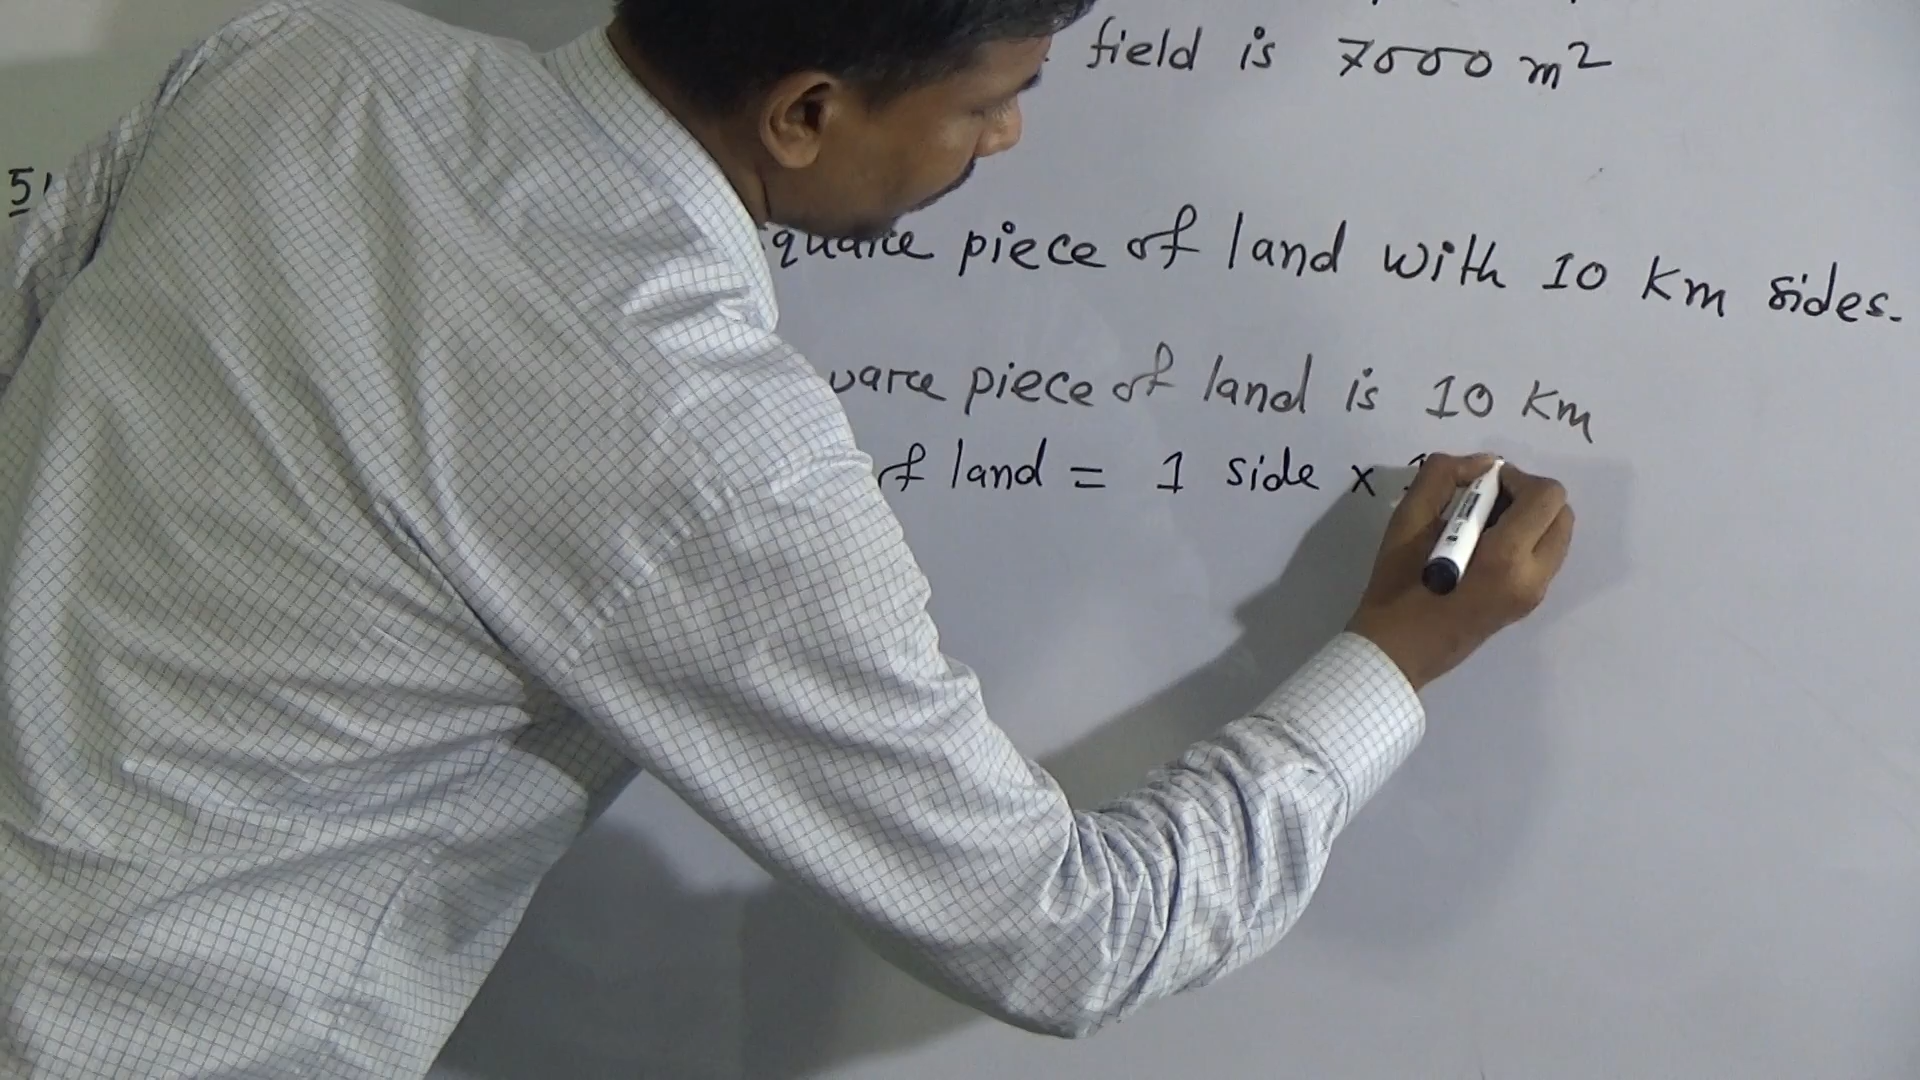 field is 7000 m²
5
piece of land with 10 Km sides.
piece of land is 10 Km
of land = 1 side ×